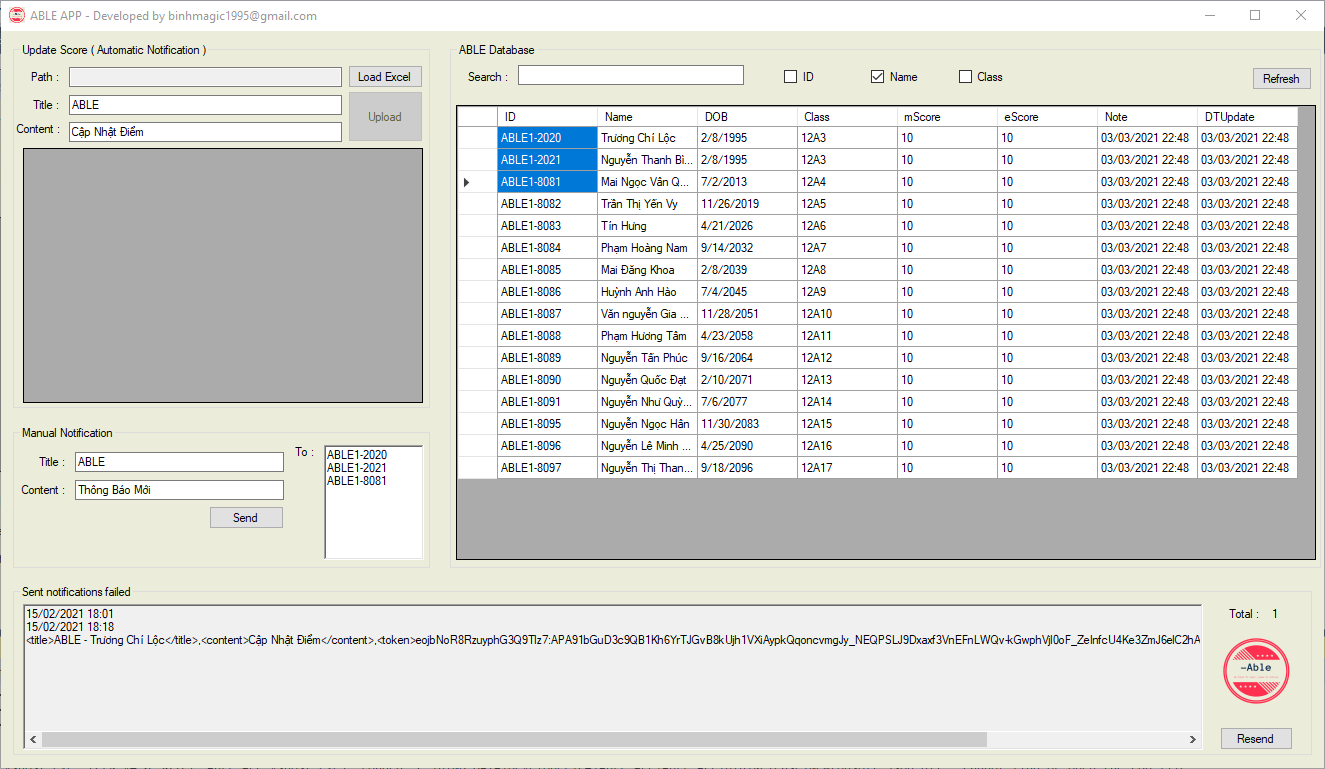 ABLE APP - Developed by binhmagic1995@gmail.com
Update Score ( Automatic Notification )
Path :
Load Excel
Title :
ABLE
Upload
Content :
Cập Nhật Điểm
Manual Notification
Title :
ABLE
Content :
Thông Báo Mới
Send
To :
ABLE1-2020
ABLE1-2021
ABLE1-8081
ABLE Database
Search :
ID
Name
Class
Refresh
ID Name DOB Class mScore eScore Note DTUpdate
ABLE1-2020 Trương Chí Lộc 2/8/1995 12A3 10 10 03/03/2021 22:48 03/03/2021 22:48
ABLE1-2021 Nguyễn Thanh Bì... 2/8/1995 12A3 10 10 03/03/2021 22:48 03/03/2021 22:48
ABLE1-8081 Mai Ngọc Vân Q... 7/2/2013 12A4 10 10 03/03/2021 22:48 03/03/2021 22:48
ABLE1-8082 Trần Thị Yến Vy 11/26/2019 12A5 10 10 03/03/2021 22:48 03/03/2021 22:48
ABLE1-8083 Tín Hưng 4/21/2026 12A6 10 10 03/03/2021 22:48 03/03/2021 22:48
ABLE1-8084 Phạm Hoàng Nam 9/14/2032 12A7 10 10 03/03/2021 22:48 03/03/2021 22:48
ABLE1-8085 Mai Đăng Khoa 2/8/2039 12A8 10 10 03/03/2021 22:48 03/03/2021 22:48
ABLE1-8086 Huỳnh Anh Hào 7/4/2045 12A9 10 10 03/03/2021 22:48 03/03/2021 22:48
ABLE1-8087 Văn nguyễn Gia ... 11/28/2051 12A10 10 10 03/03/2021 22:48 03/03/2021 22:48
ABLE1-8088 Phạm Hương Tâm 4/23/2058 12A11 10 10 03/03/2021 22:48 03/03/2021 22:48
ABLE1-8089 Nguyễn Tấn Phúc 9/16/2064 12A12 10 10 03/03/2021 22:48 03/03/2021 22:48
ABLE1-8090 Nguyễn Quốc Đạt 2/10/2071 12A13 10 10 03/03/2021 22:48 03/03/2021 22:48
ABLE1-8091 Nguyễn Như Quỳ... 7/6/2077 12A14 10 10 03/03/2021 22:48 03/03/2021 22:48
ABLE1-8095 Nguyễn Ngọc Hân 11/30/2083 12A15 10 10 03/03/2021 22:48 03/03/2021 22:48
ABLE1-8096 Nguyễn Lê Minh ... 4/25/2090 12A16 10 10 03/03/2021 22:48 03/03/2021 22:48
ABLE1-8097 Nguyễn Thị Than... 9/18/2096 12A17 10 10 03/03/2021 22:48 03/03/2021 22:48
Sent notifications failed
15/02/2021 18:01
15/02/2021 18:18
<title>ABLE - Trương Chí Lộc</title>,<content>Cập Nhật Điểm</content>,<token>
Total : 1
-Able
Resend